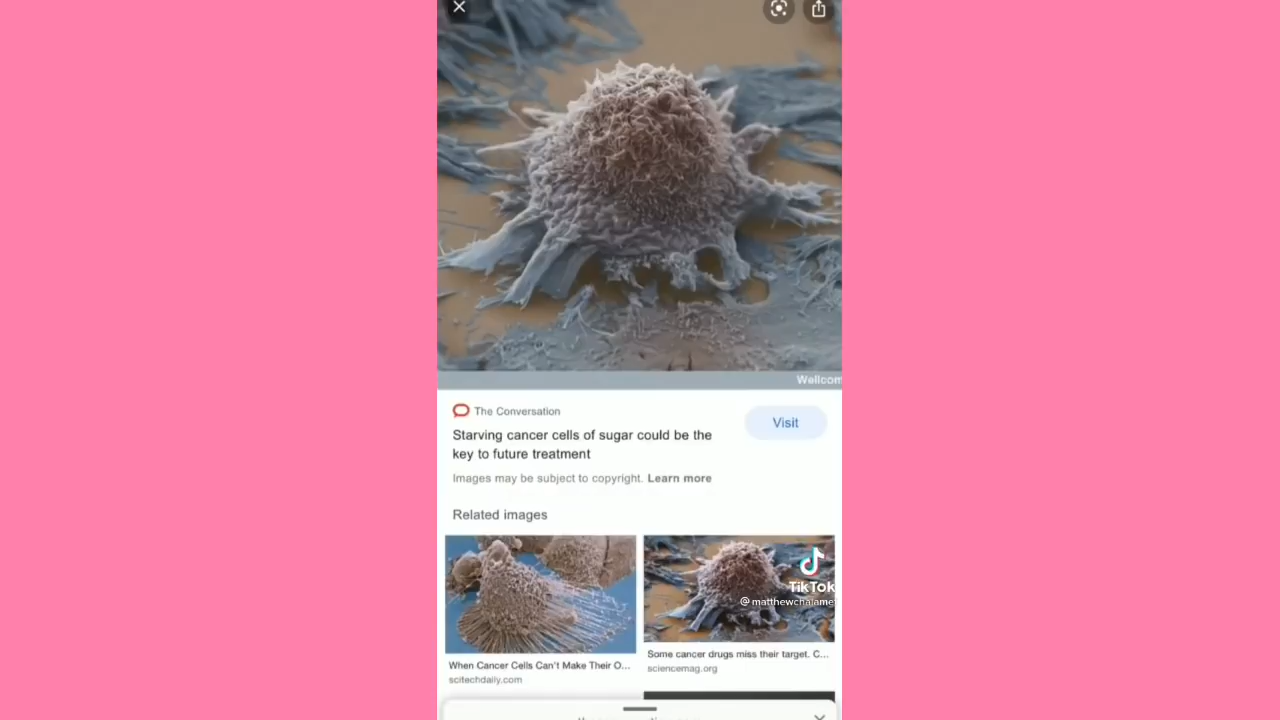 Wellcom
The Conversation
Visit
Starving cancer cells of sugar could be the
key to future treatment
Images may be subject to copyright. Learn more
Related images
TikTok
@matthewchalame
When Cancer Cells Can't Make Their O...
scitechdaily.com
Some cancer drugs miss their target. C...
sciencemag.org